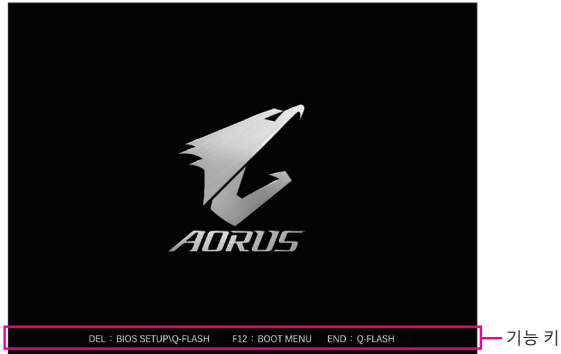 AORUS
DEL : BIOS SETUP\Q-FLASH F12 : BOOT MENU END : Q-FLASH
기능 키